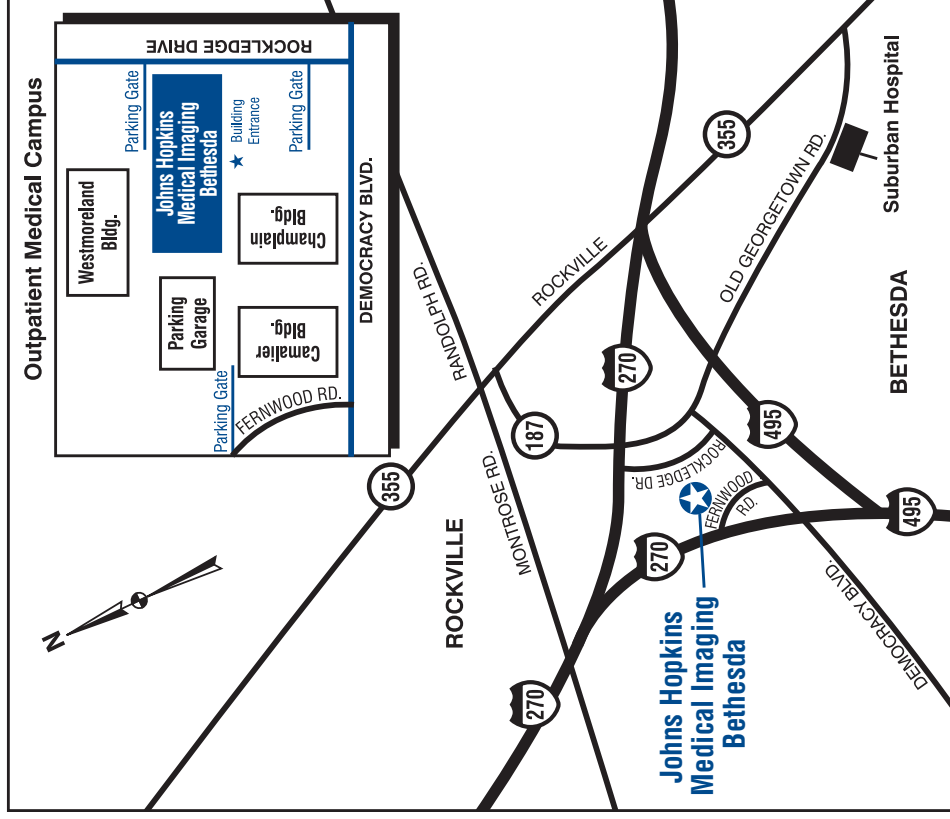 Outpatient Medical Campus
ROCKLEDGE DRIVE
Parking Gate
Johns Hopkins
Medical Imaging
Bethesda
Building
Entrance
Parking Gate
Westmoreland
Bldg.
Champlain
Bldg.
Parking
Garage
Camalier
Bldg.
DEMOCRACY BLVD.
Parking Gate
FERNWOOD RD.
N
355
355
ROCKVILLE
RANDOLPH RD.
MONTROSE RD.
OLD GEORGETOWN RD.
Suburban Hospital
BETHESDA
ROCKVILLE
187
270
270
270
495
495
ROCKLEDGE DR.
FERNWOOD
RD.
DEMOCRACY BLVD.
Johns Hopkins
Medical Imaging
Bethesda